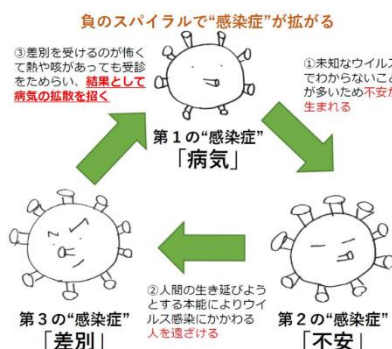 負のスパイラルで“感染症”が拡がる
③差別を受けるのが怖く
て熱や咳があっても受診
をためらい、結果として
病気の拡散を招く
①未知なウイルス
でわからないこと
が多いため不安が
生まれる
第１の“感染症”
「病気」
②人間の生き延びよう
とする本能によりウイ
ルス感染にかかわる
人を遠ざける
第３の“感染症”
「差別」
第２の“感染症”
「不安」